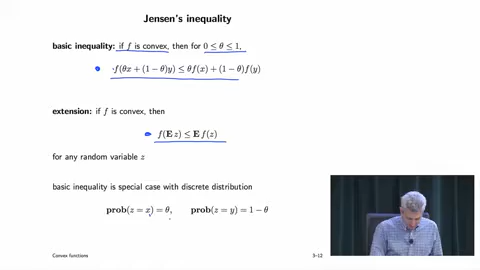 Jensen's inequality
basic inequality: if f is convex, then for 0 ≤ θ ≤ 1,
f(θx + (1 − θ)y) ≤ θf(x) + (1 − θ)f(y)
extension: if f is convex, then
f(E z) ≤ E f(z)
for any random variable z
basic inequality is special case with discrete distribution
prob(z = x) = θ, prob(z = y) = 1 − θ
Convex functions 3–12